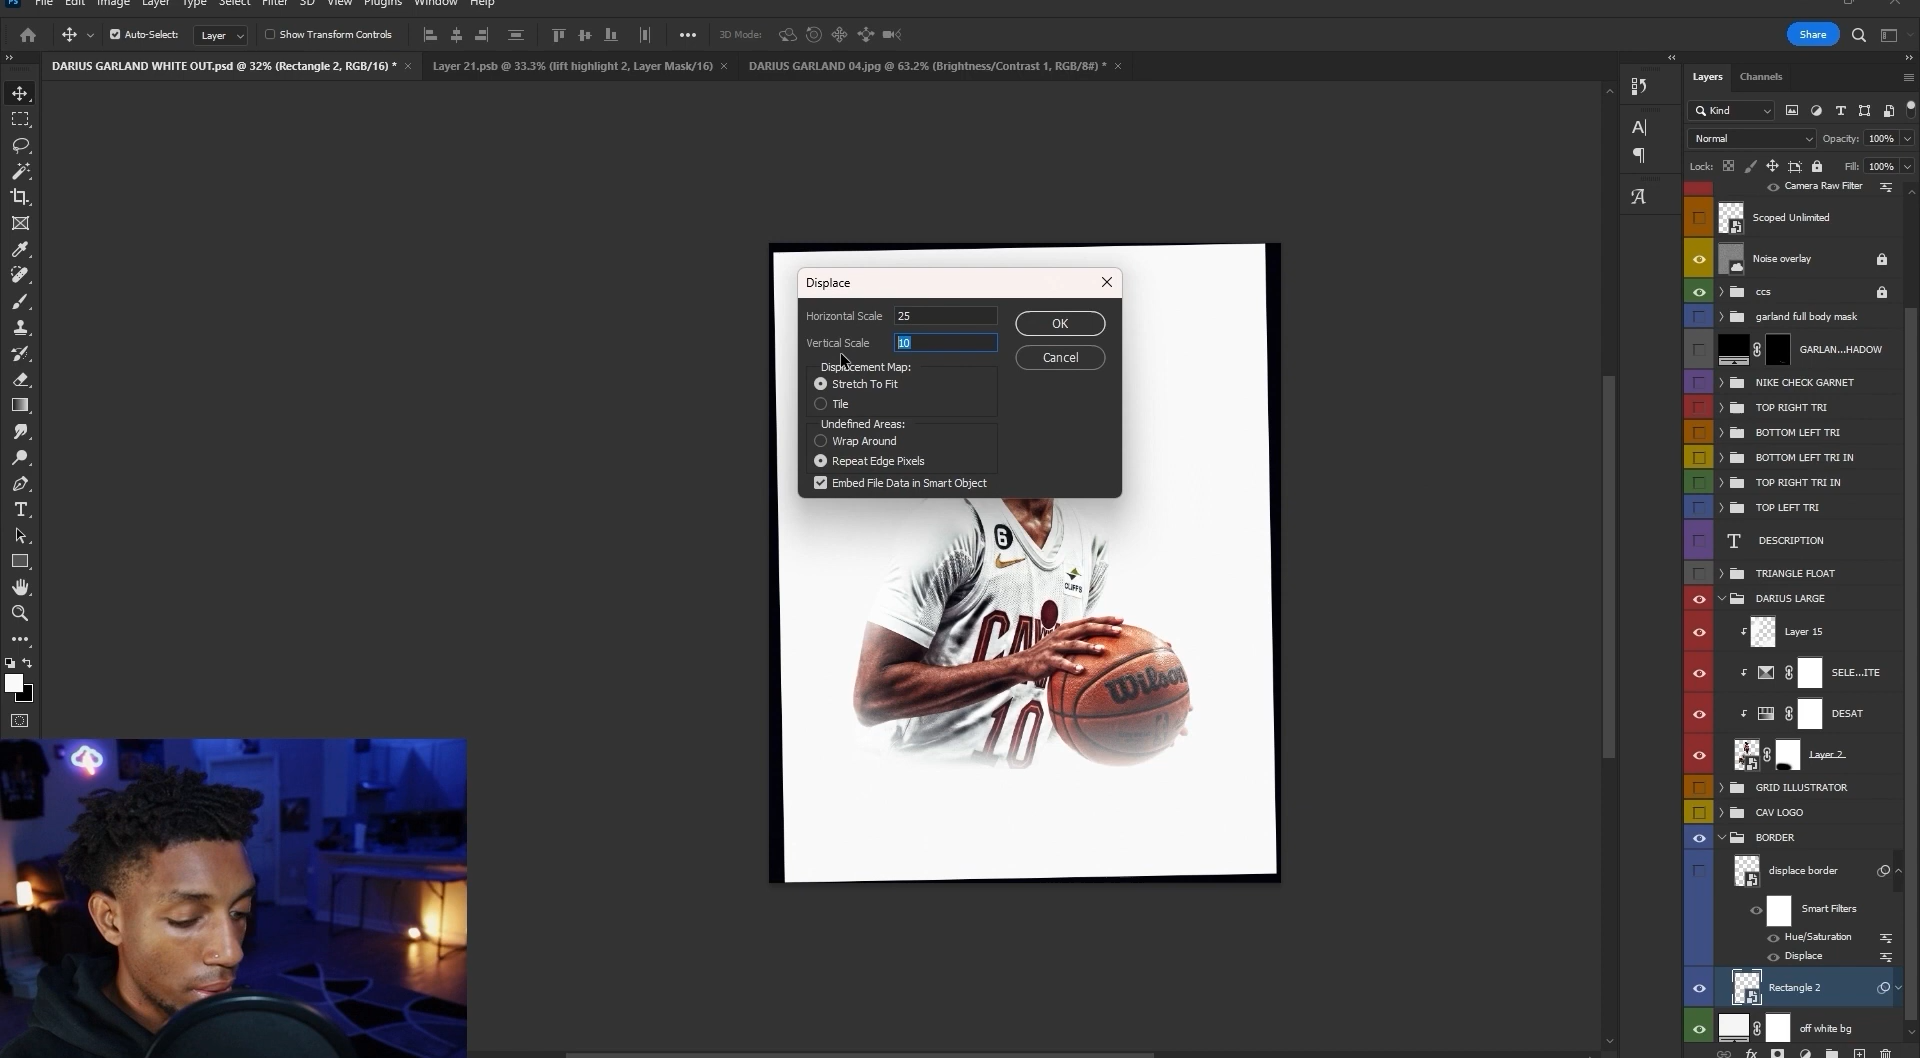 Ps File Edit Image Layer Type Select Filter 3D View Plugins Window Help
Auto-Select: Layer Show Transform Controls 3D Mode: Share
DARIUS GARLAND WHITE OUT.psd @ 32% (Rectangle 2, RGB/16) * × Layer 21.psb @ 33.3% (lift highlight 2, Layer Mask/16) × DARIUS GARLAND 04.jpg @ 63.2% (Brightness/Contrast 1, RGB/8#) * ×
Displace
Horizontal Scale 25
Vertical Scale 10
OK
Cancel
Displacement Map:
Stretch To Fit
Tile
Undefined Areas:
Wrap Around
Repeat Edge Pixels
Embed File Data in Smart Object
6
CLIFFS
CAV
10
Wilson
Layers Channels
Kind
Normal Opacity: 100%
Lock: Fill: 100%
Camera Raw Filter
Scoped Unlimited
Noise overlay
ccs
garland full body mask
GARLAN...HADOW
NIKE CHECK GARNET
TOP RIGHT TRI
BOTTOM LEFT TRI
BOTTOM LEFT TRI IN
TOP RIGHT TRI IN
TOP LEFT TRI
DESCRIPTION
TRIANGLE FLOAT
DARIUS LARGE
Layer 15
SELE...ITE
DESAT
Layer 2
GRID ILLUSTRATOR
CAV LOGO
BORDER
displace border
Smart Filters
Hue/Saturation
Displace
Rectangle 2
off white bg
fx